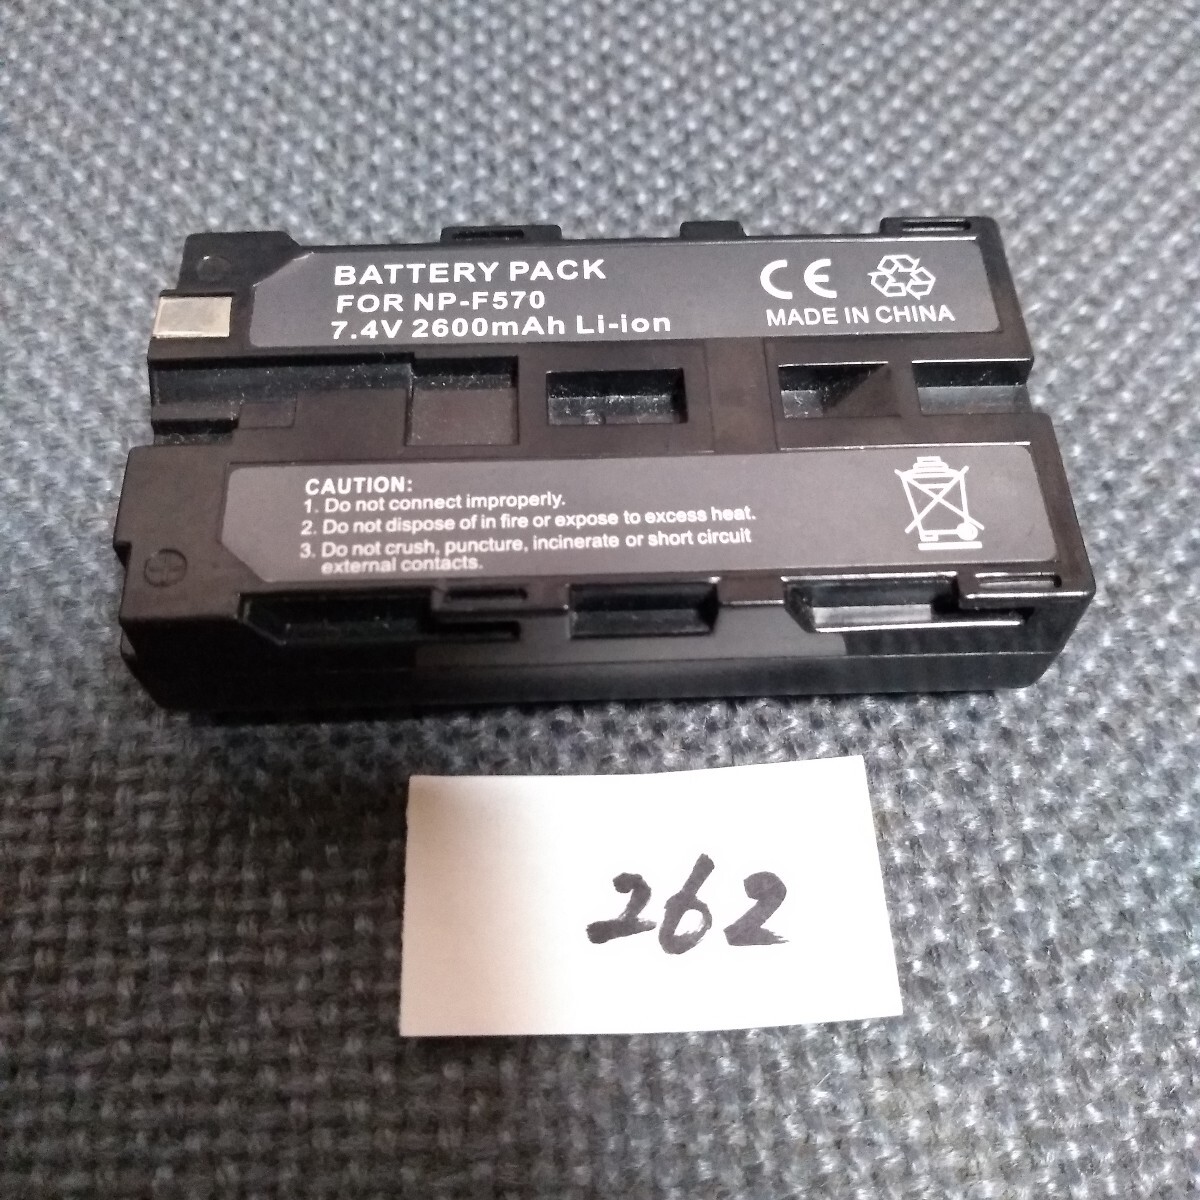 BATTERY PACK
FOR NP-F570
7.4V 2600mAh Li-ion
CE
MADE IN CHINA
CAUTION:
1. Do not connect improperly.
2. Do not dispose of in fire or expose to excess heat.
3. Do not crush, puncture, incinerate or short circuit
external contacts.
262